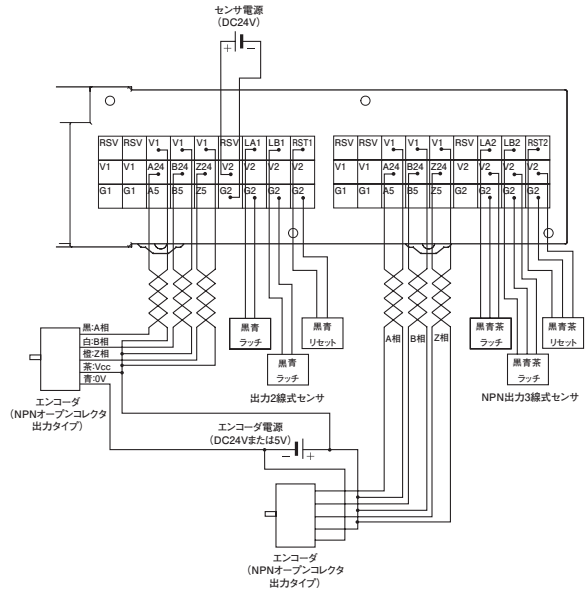 センサ電源
(DC24V)
+ −
RSV RSV V1 V1 V1 RSV LA1 LB1 RST1
V1 V1 A24 B24 Z24 V2 V2 V2 V2
G1 G1 A5 B5 Z5 G2 G2 G2 G2
RSV RSV V1 V1 V1 RSV LA2 LB2 RST2
V1 V1 A24 B24 Z24 V2 V2 V2 V2
G1 G1 A5 B5 Z5 G2 G2 G2 G2
黒:A相
白:B相
橙:Z相
茶:Vcc
青:0V
エンコーダ
(NPNオープンコレクタ
出力タイプ)
黒青
ラッチ
黒青
ラッチ
黒青
リセット
出力2線式センサ
A相
B相
Z相
黒青茶
ラッチ
黒青茶
ラッチ
黒青茶
リセット
NPN出力3線式センサ
エンコーダ電源
(DC24Vまたは5V)
− +
エンコーダ
(NPNオープンコレクタ
出力タイプ)